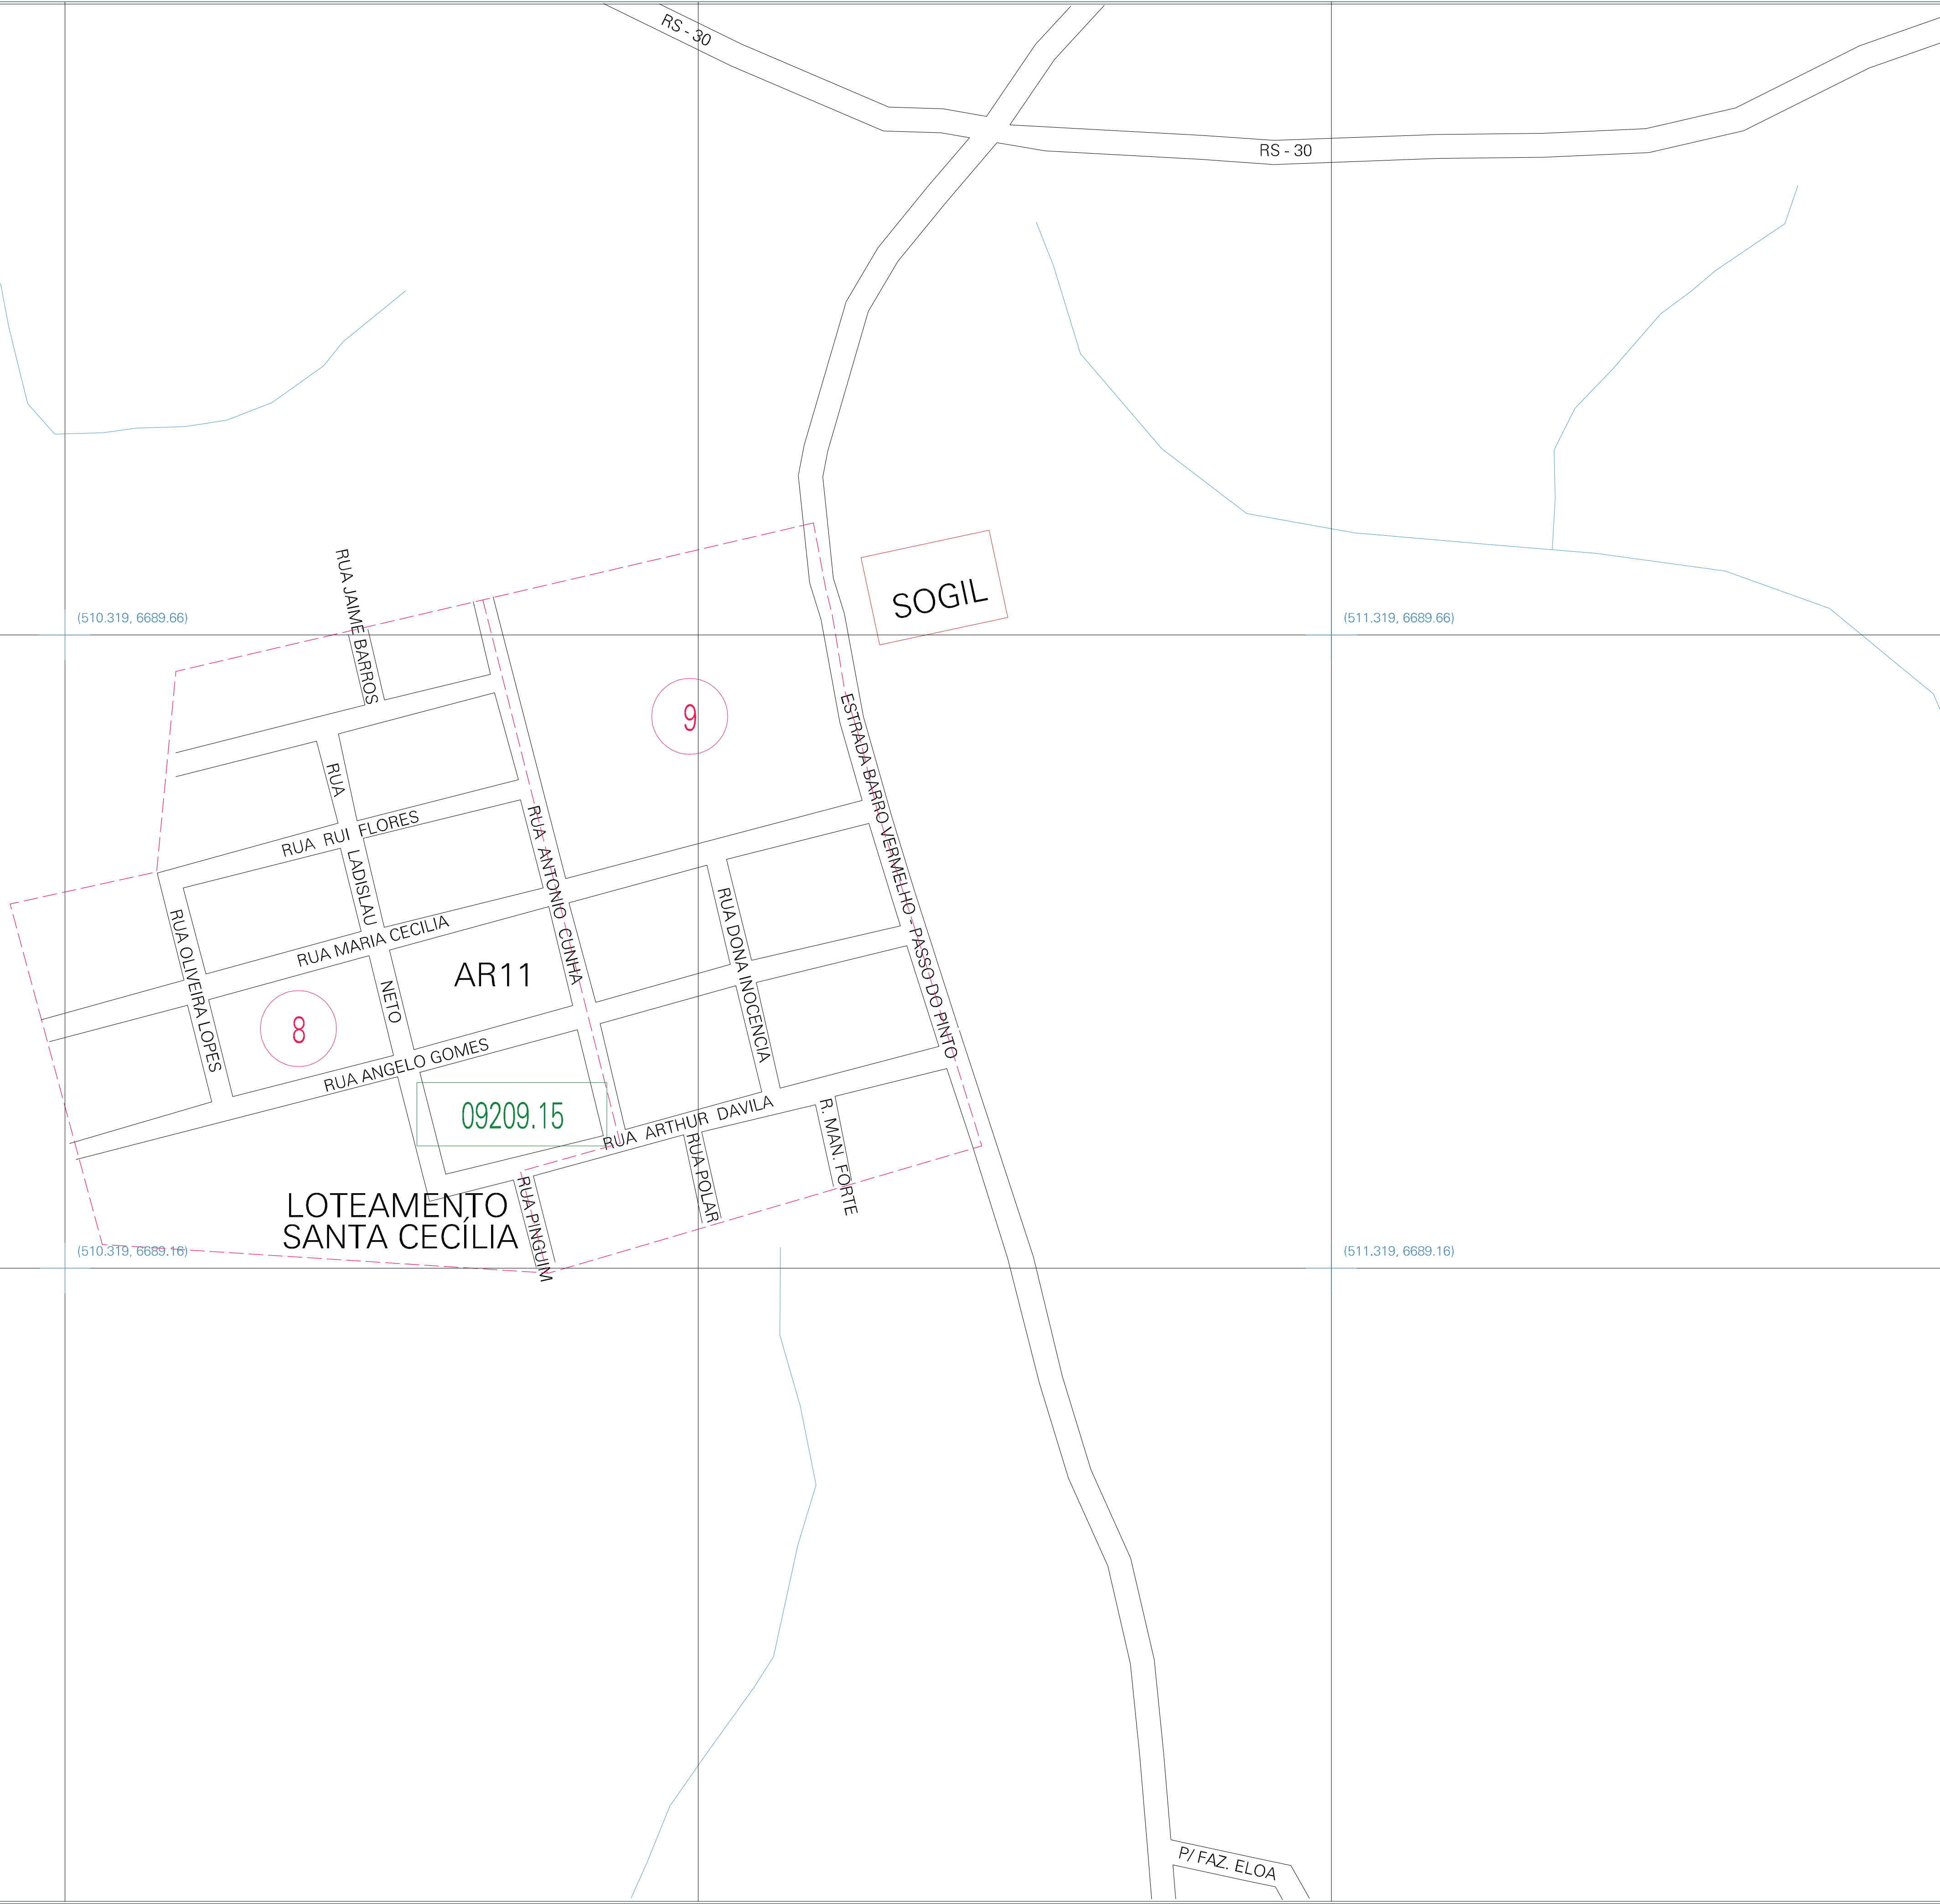 RS - 30
RS - 30
RUA JAIME BARROS
SOGIL
(510.319, 6689.66)
(511.319, 6689.66)
9
ESTRADA BARRO VERMELHO - PASSO DO PINTO
RUA LADISLAU NETO
RUA RUI FLORES
RUA ANTONIO CUNHA
RUA OLIVEIRA LOPES
RUA MARIA CECILIA
RUA DONA INOCENCIA
AR11
8
RUA ANGELO GOMES
09209.15
RUA ARTHUR DAVILA
R. MAN. FORTE
RUA POLAR
RUA PINGUIM
LOTEAMENTO
SANTA CECÍLIA
(510.319, 6689.16)
(511.319, 6689.16)
P/ FAZ. ELOA